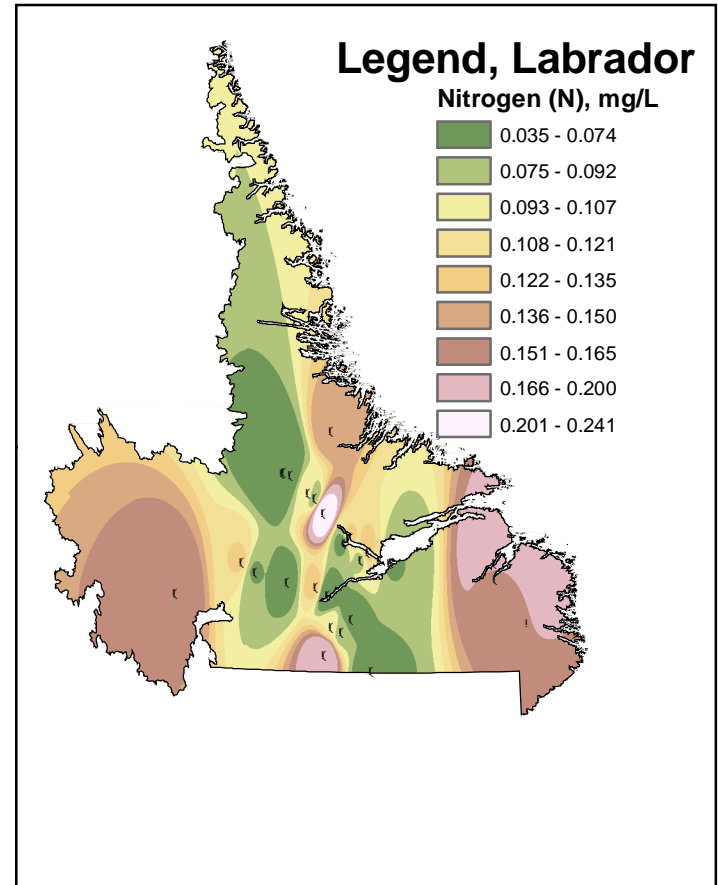 Legend, Labrador
Nitrogen (N), mg/L
0.035 - 0.074
0.075 - 0.092
0.093 - 0.107
0.108 - 0.121
0.122 - 0.135
0.136 - 0.150
0.151 - 0.165
0.166 - 0.200
0.201 - 0.241